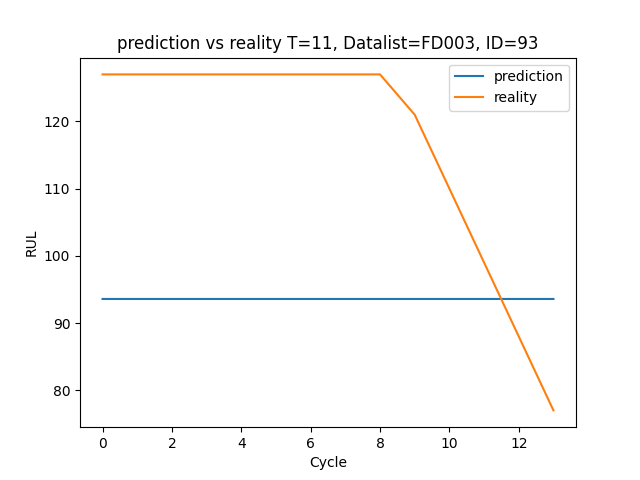 prediction vs reality T=11, Datalist=FD003, ID=93
prediction
reality
120
110
100
90
80
RUL
0 2 4 6 8 10 12
Cycle